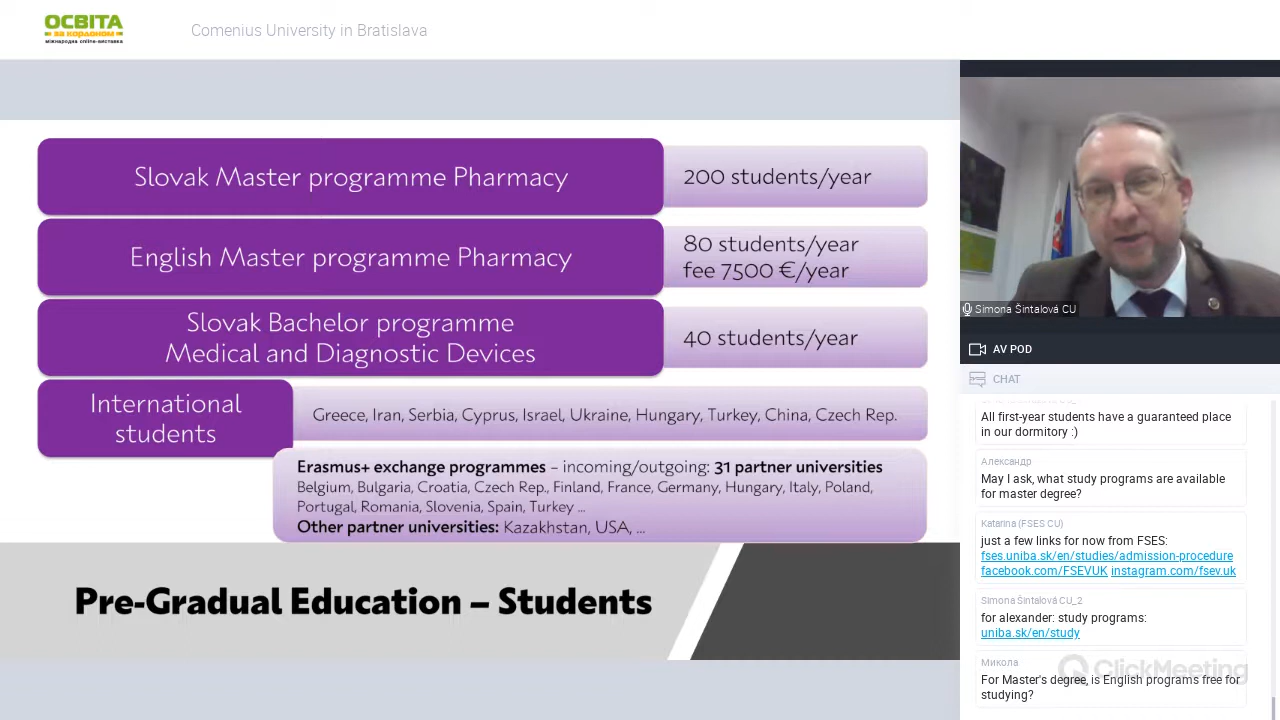 ОСВІТА
за кордоном
міжнародна online-виставка
Comenius University in Bratislava
Slovak Master programme Pharmacy
200 students/year
English Master programme Pharmacy
80 students/year
fee 7500 €/year
Slovak Bachelor programme
Medical and Diagnostic Devices
40 students/year
International
students
Greece, Iran, Serbia, Cyprus, Israel, Ukraine, Hungary, Turkey, China, Czech Rep.
Erasmus+ exchange programmes – incoming/outgoing: 31 partner universities
Belgium, Bulgaria, Croatia, Czech Rep., Finland, France, Germany, Hungary, Italy, Poland,
Portugal, Romania, Slovenia, Spain, Turkey ...
Other partner universities: Kazakhstan, USA, ...
Pre-Gradual Education – Students
Simona Šintalová CU
AV POD
CHAT
All first-year students have a guaranteed place
in our dormitory :)
Александр
May I ask, what study programs are available
for master degree?
Katarina (FSES CU)
just a few links for now from FSES:
fses.uniba.sk/en/studies/admission-procedure
facebook.com/FSEVUK instagram.com/fsev.uk
Simona Šintalová CU_2
for alexander: study programs:
uniba.sk/en/study
Микола
For Master's degree, is English programs free for
studying?
ClickMeeting